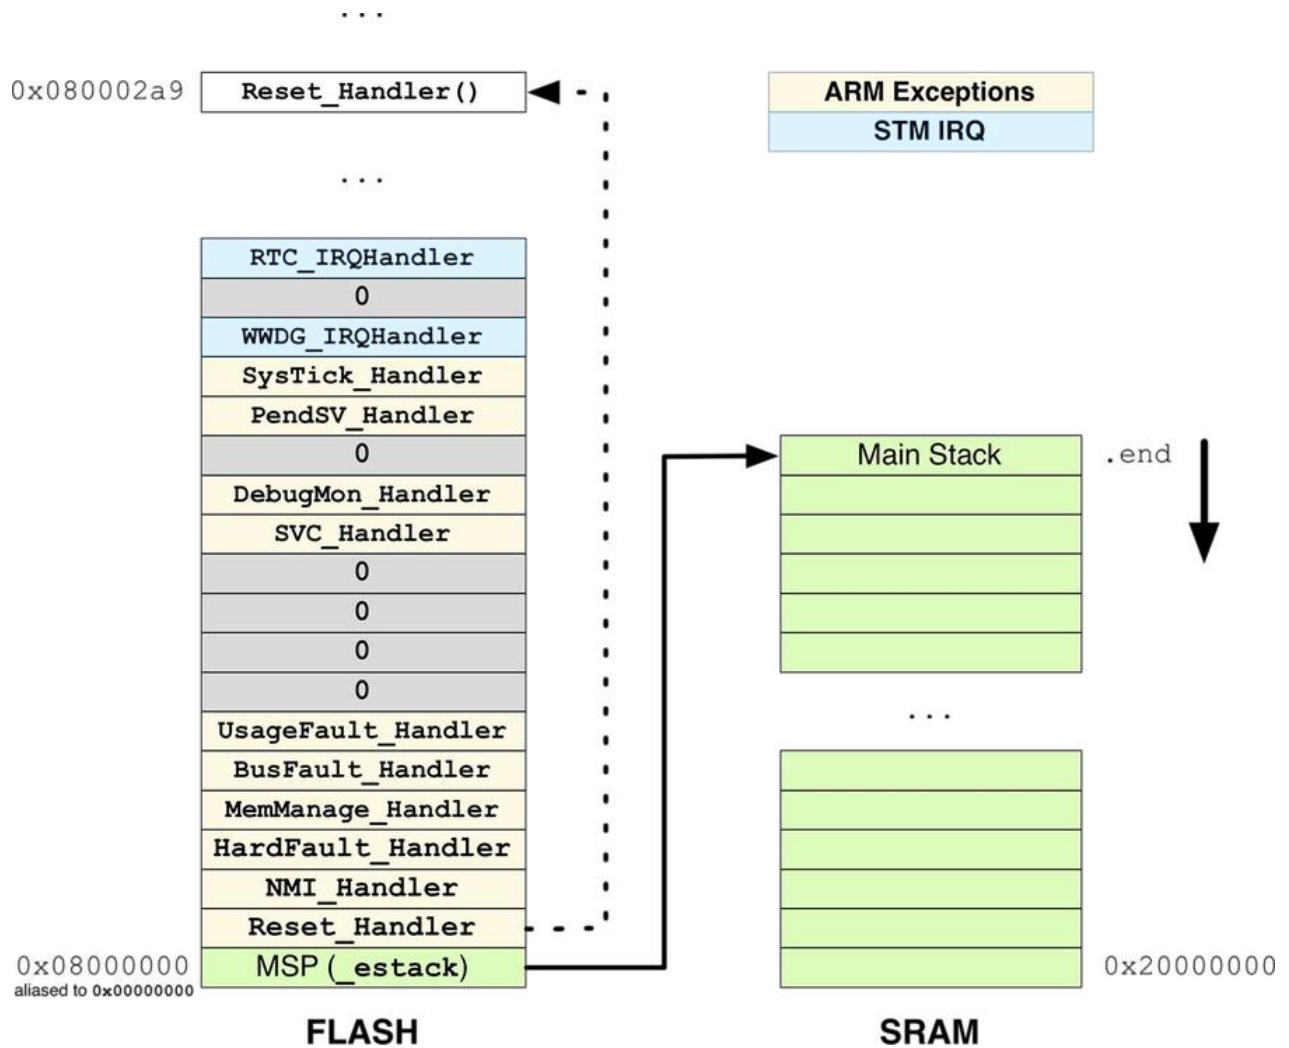 ...
0x080002a9
Reset_Handler()
ARM Exceptions
STM IRQ
...
RTC_IRQHandler
0
WWDG_IRQHandler
SysTick_Handler
PendSV_Handler
0
DebugMon_Handler
SVC_Handler
0
0
0
0
UsageFault_Handler
BusFault_Handler
MemManage_Handler
HardFault_Handler
NMI_Handler
Reset_Handler
0x08000000
aliased to 0x00000000
MSP (_estack)
FLASH
Main Stack
.end
...
0x20000000
SRAM